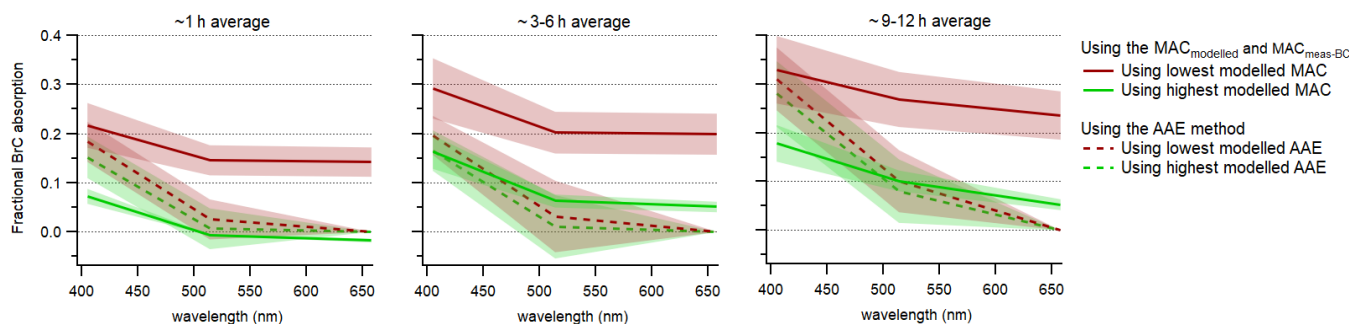 ~1 h average
~ 3-6 h average
~ 9-12 h average
Fractional BrC absorption
0.4
0.3
0.2
0.1
0.0
400 450 500 550 600 650
400 450 500 550 600 650
400 450 500 550 600 650
wavelength (nm)
wavelength (nm)
wavelength (nm)
Using the MACmodelled and MACmeas-BC
Using lowest modelled MAC
Using highest modelled MAC
Using the AAE method
Using lowest modelled AAE
Using highest modelled AAE